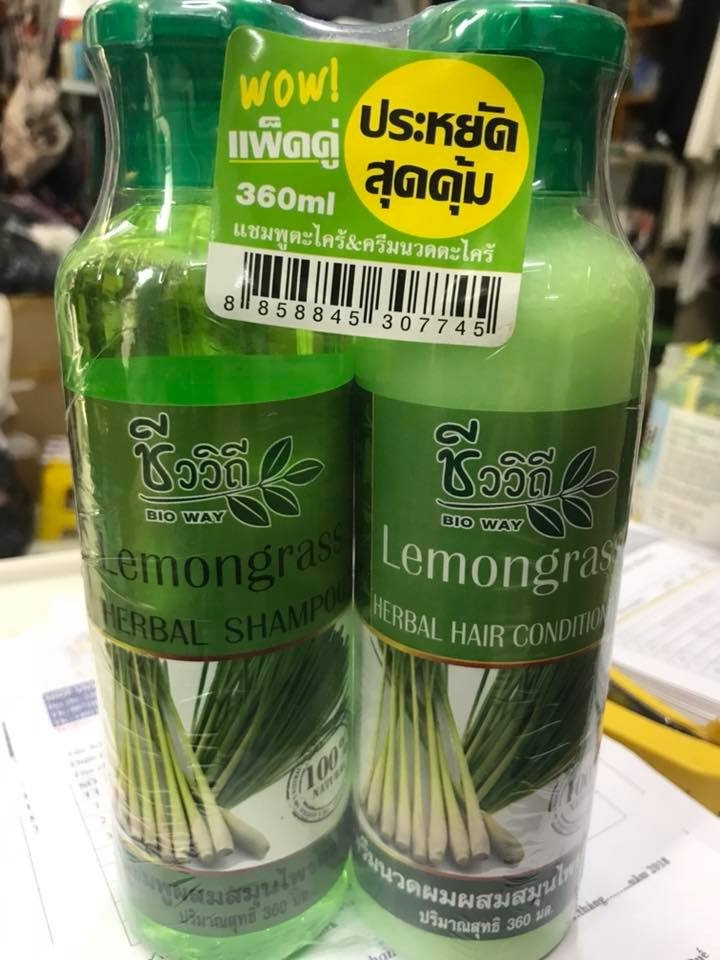 WOW!
แพ็คคู่
360ml
ประหยัด
สุดคุ้ม
แชมพูตะไคร้&ครีมนวดตะไคร้
8 858845 307745
ชีววิถี
BIO WAY
Lemongrass
HERBAL SHAMPOO
100%
NATURAL
ปริมาณสุทธิ 360 มล.
ชีววิถี
BIO WAY
Lemongrass
HERBAL HAIR CONDITION
ปริมาณสุทธิ 360 มล.